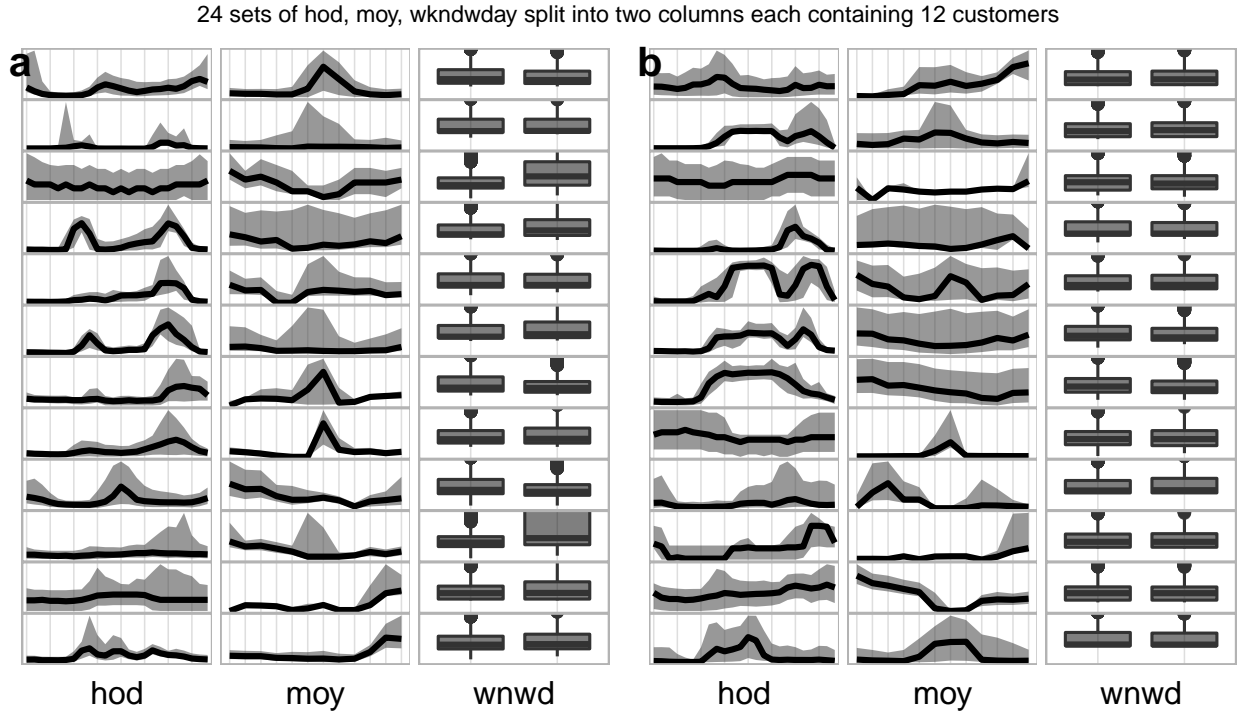 24 sets of hod, moy, wkndwday split into two columns each containing 12 customers
a
b
hod moy wnwd hod moy wnwd